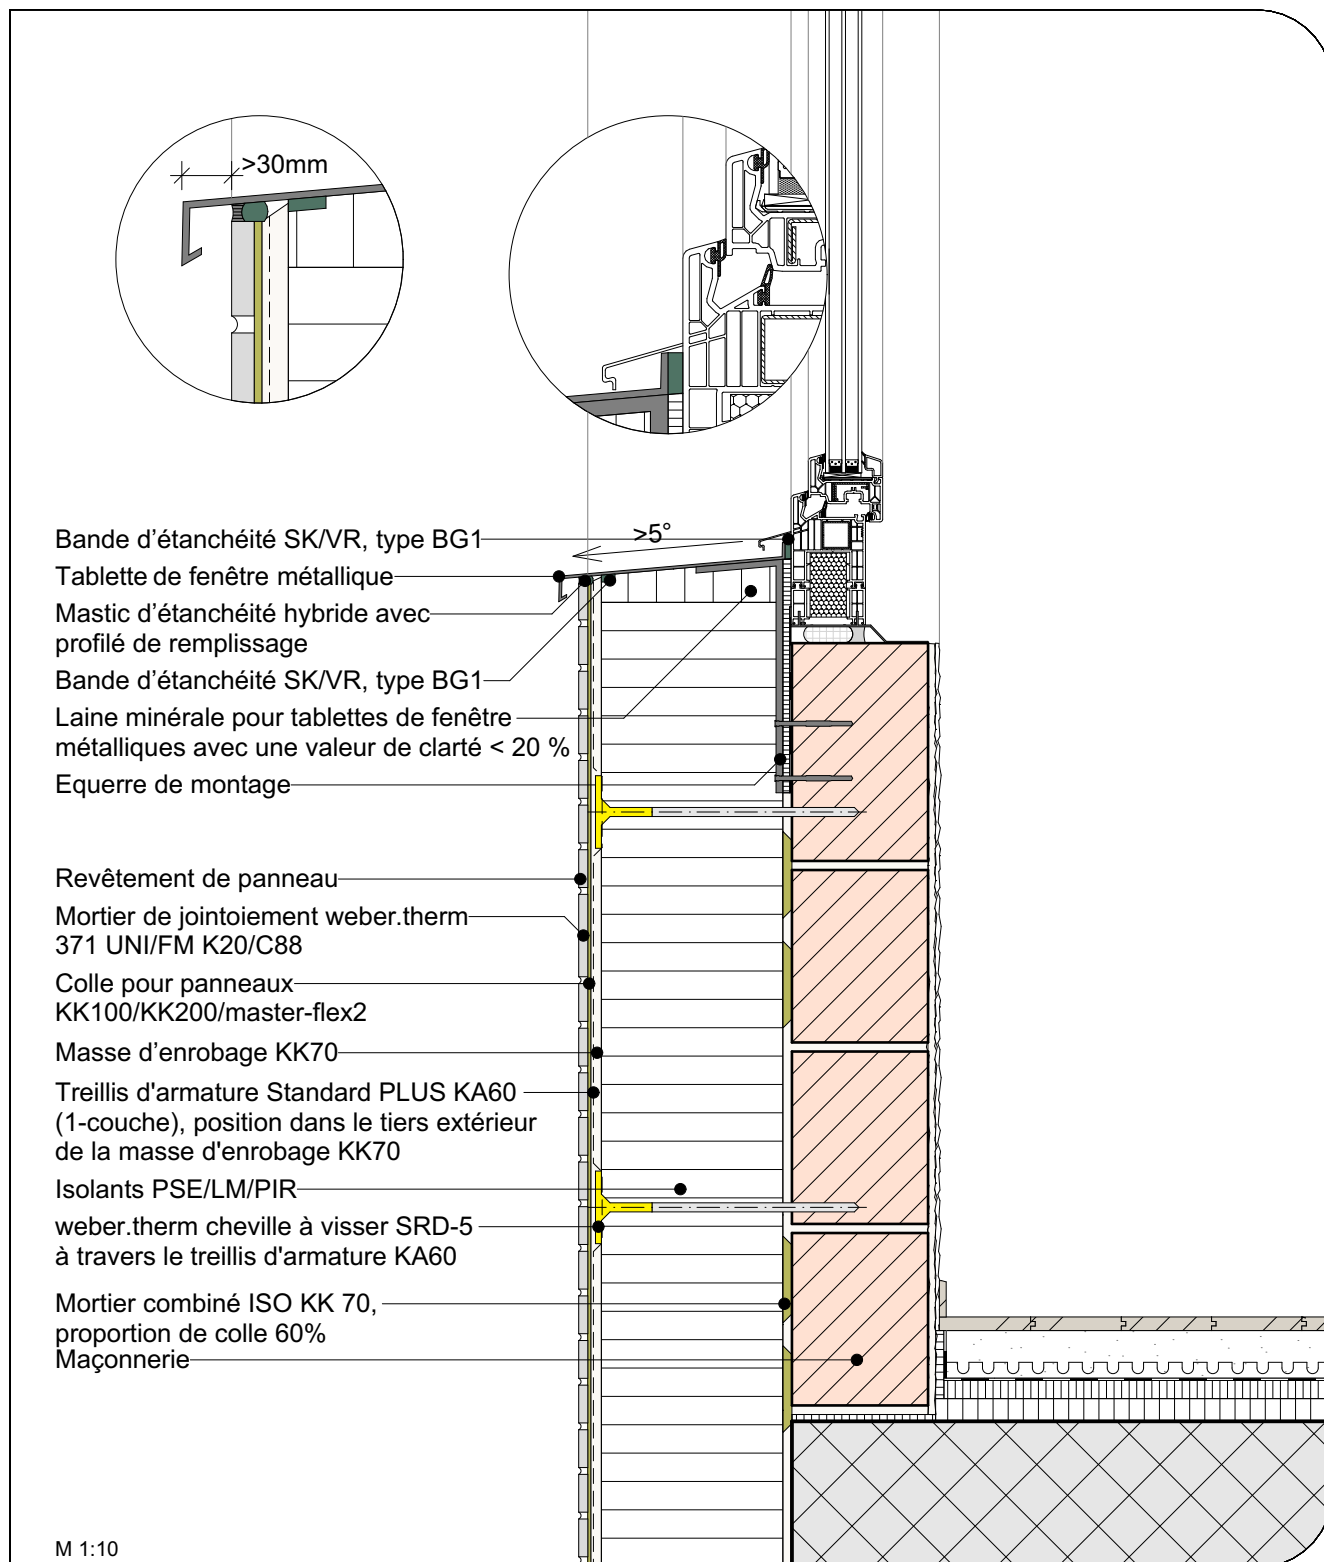 >30mm
>5°
Bande d’étanchéité SK/VR, type BG1
Tablette de fenêtre métallique
Mastic d’étanchéité hybride avec
profilé de remplissage
Bande d’étanchéité SK/VR, type BG1
Laine minérale pour tablettes de fenêtre
métalliques avec une valeur de clarté < 20 %
Equerre de montage
Revêtement de panneau
Mortier de jointoiement weber.therm
371 UNI/FM K20/C88
Colle pour panneaux
KK100/KK200/master-flex2
Masse d’enrobage KK70
Treillis d'armature Standard PLUS KA60
(1-couche), position dans le tiers extérieur
de la masse d'enrobage KK70
Isolants PSE/LM/PIR
weber.therm cheville à visser SRD-5
à travers le treillis d'armature KA60
Mortier combiné ISO KK 70,
proportion de colle 60%
Maçonnerie
M 1:10